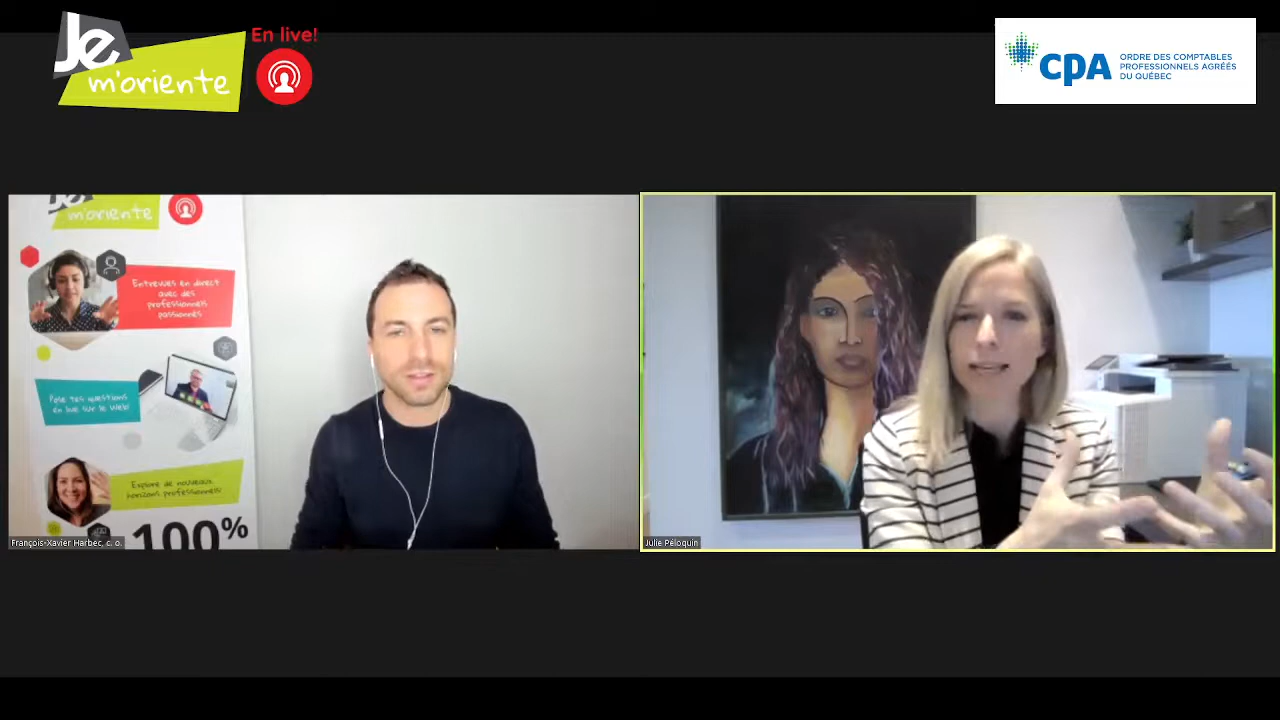 Je
m'oriente
En live!
CPA
ORDRE DES COMPTABLES
PROFESSIONNELS AGRÉÉS
DU QUÉBEC
Je
m'oriente
Entrevues en direct
avec des
professionnels
passionnés
Pose tes questions
en live sur le Web!
Explore de nouveaux
horizons professionnels!
100%
François-Xavier Harbec, c. o.
Julie Péloquin